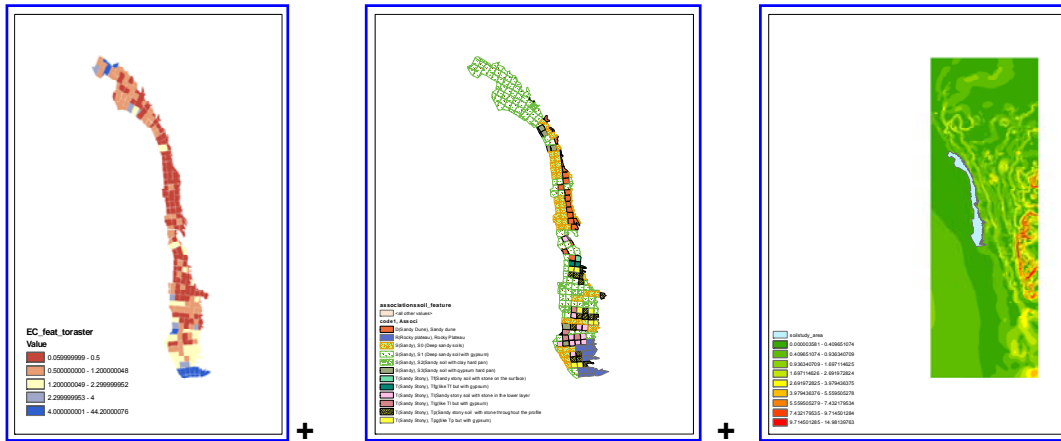 EC_feat_toraster
Value
0.059999999 - 0.5
0.500000000 - 1.200000048
1.200000049 - 2.299999952
2.299999953 - 4
4.000000001 - 44.20000076
+
associationssoil_feature
<all other values>
code1, Associ
D(Sandy Dune), Sandy dune
R(Rocky plateau), Rocky Plateau
S(Sandy), S0 (Deep sandy soils)
S(Sandy), S1 (Deep sandy soil with gypsum)
S(Sandy), S2(Sandy soil with clay hard pan)
S(Sandy), S3(Sandy soil with gypsum hard pan)
T(Sandy Stony), Tf(Sandy stony soil with stone on the surface)
T(Sandy Stony), Tfg(like Tf but with gypsum)
T(Sandy Stony), Tl(Sandy stony soil with stone in the lower layer)
T(Sandy Stony), Tlg(like Tl but with gypsum)
T(Sandy Stony), Tp(Sandy stony soil with stone throughout the profile)
T(Sandy Stony), Tpg(like Tp but with gypsum)
+
soilstudy_area
0.000003581 - 0.409651074
0.409651074 - 0.936340709
0.936340709 - 1.697114625
1.697114626 - 2.691972824
2.691972825 - 3.979436375
3.979436376 - 5.559505278
5.559505279 - 7.432179534
7.432179535 - 9.714501284
9.714501285 - 14.98139763